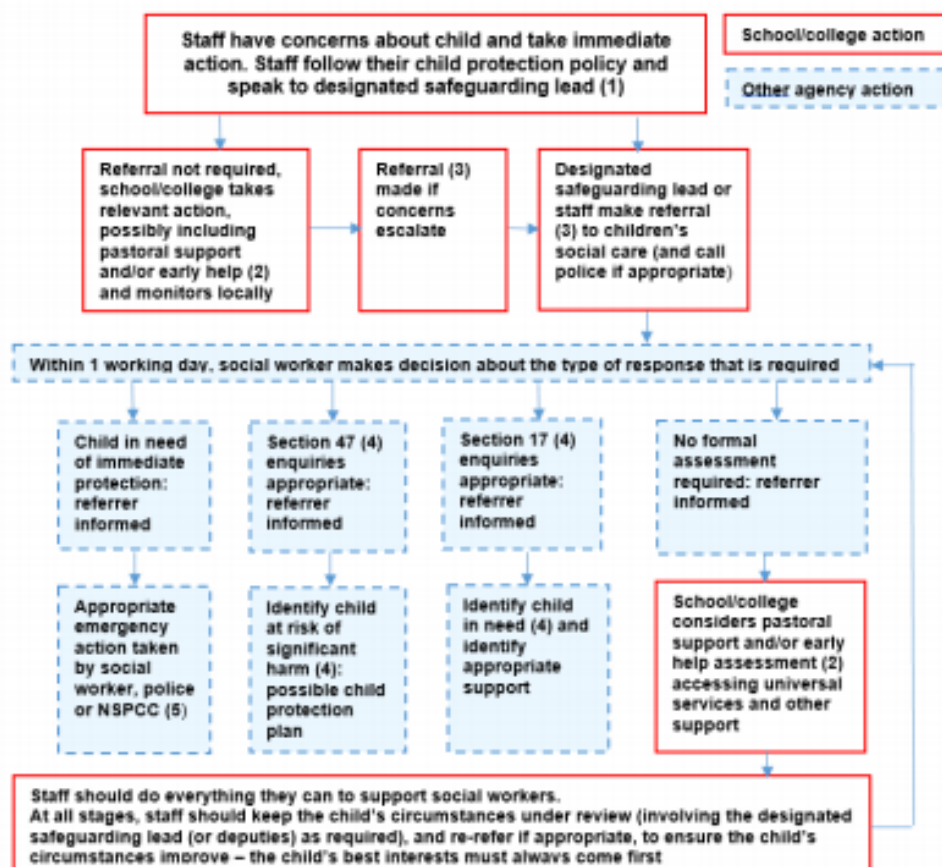 Staff have concerns about child and take immediate
action. Staff follow their child protection policy and
speak to designated safeguarding lead (1)
School/college action
Other agency action
Referral not required,
school/college takes
relevant action,
possibly including
pastoral support
and/or early help (2)
and monitors locally
Referral (3)
made if
concerns
escalate
Designated
safeguarding lead or
staff make referral
(3) to children's
social care (and call
police if appropriate)
Within 1 working day, social worker makes decision about the type of response that is required
Child in need
of immediate
protection:
referrer
informed
Section 47 (4)
enquiries
appropriate:
referrer
informed
Section 17 (4)
enquiries
appropriate:
referrer
informed
No formal
assessment
required: referrer
informed
Appropriate
emergency
action taken
by social
worker, police
or NSPCC (5)
Identify child
at risk of
significant
harm (4):
possible child
protection
plan
Identify child
in need (4) and
identify
appropriate
support
School/college
considers pastoral
support and/or early
help assessment (2)
accessing universal
services and other
support
Staff should do everything they can to support social workers.
At all stages, staff should keep the child's circumstances under review (involving the designated
safeguarding lead (or deputies) as required), and re-refer if appropriate, to ensure the child's
circumstances improve – the child's best interests must always come first